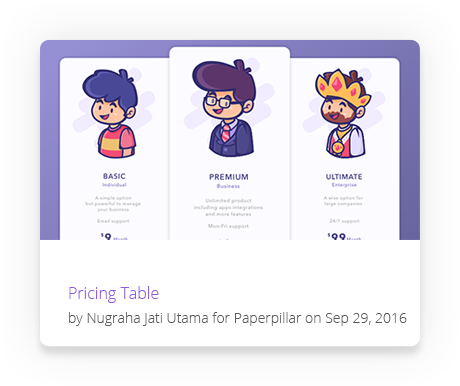 BASIC
Individual
A simple option
but powerful to manage
your business
Email support
$9 Month
PREMIUM
Business
Unlimited product
including apps integrations
and more features
Mon-Fri support
ULTIMATE
Enterprise
A wise option for
large companies
24/7 support
$99 Month
Pricing Table
by Nugraha Jati Utama for Paperpillar on Sep 29, 2016